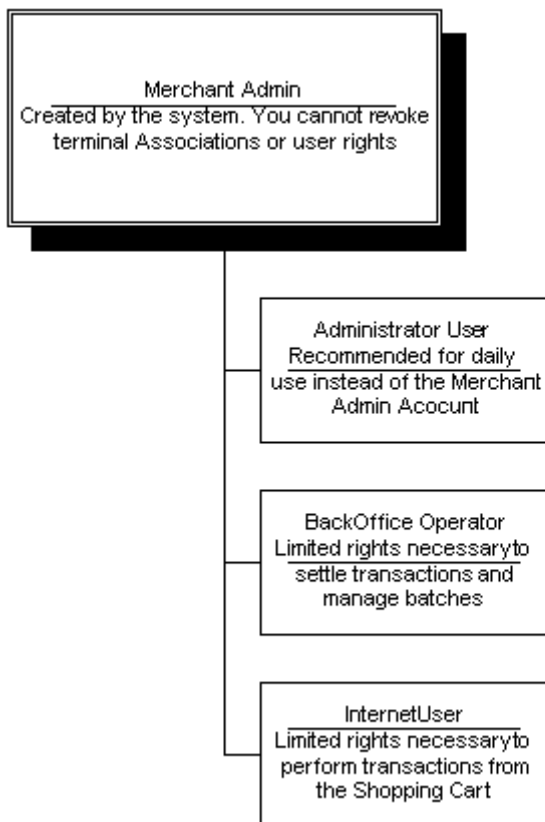 Merchant Admin
Created by the system. You cannot revoke
terminal Associations or user rights
Administrator User
Recommended for daily
use instead of the Merchant
Admin Acocunt
BackOffice Operator
Limited rights necessaryto
settle transactions and
manage batches
InternetUser
Limited rights necessaryto
perform transactions from
the Shopping Cart